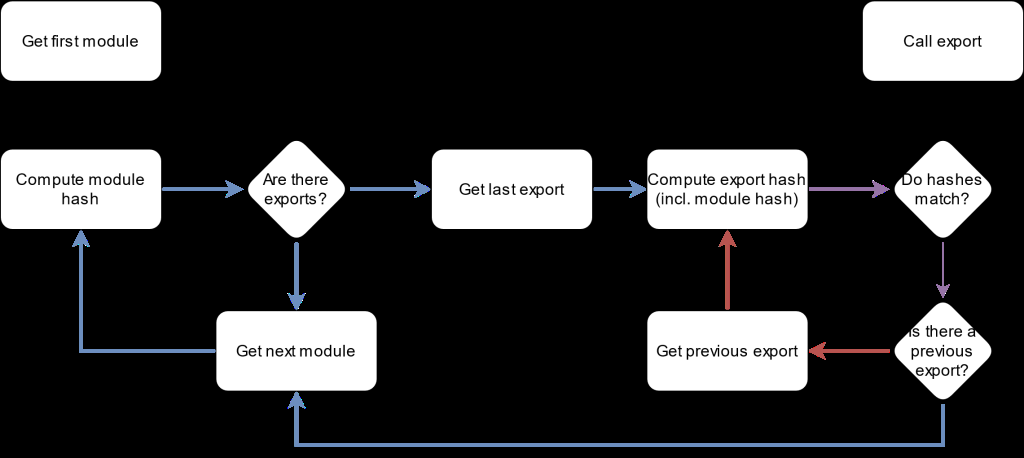 Get first module
Call export
Compute module
hash
Are there
exports?
Get last export
Compute export hash
(incl. module hash)
Do hashes
match?
Get next module
Get previous export
Is there a
previous
export?